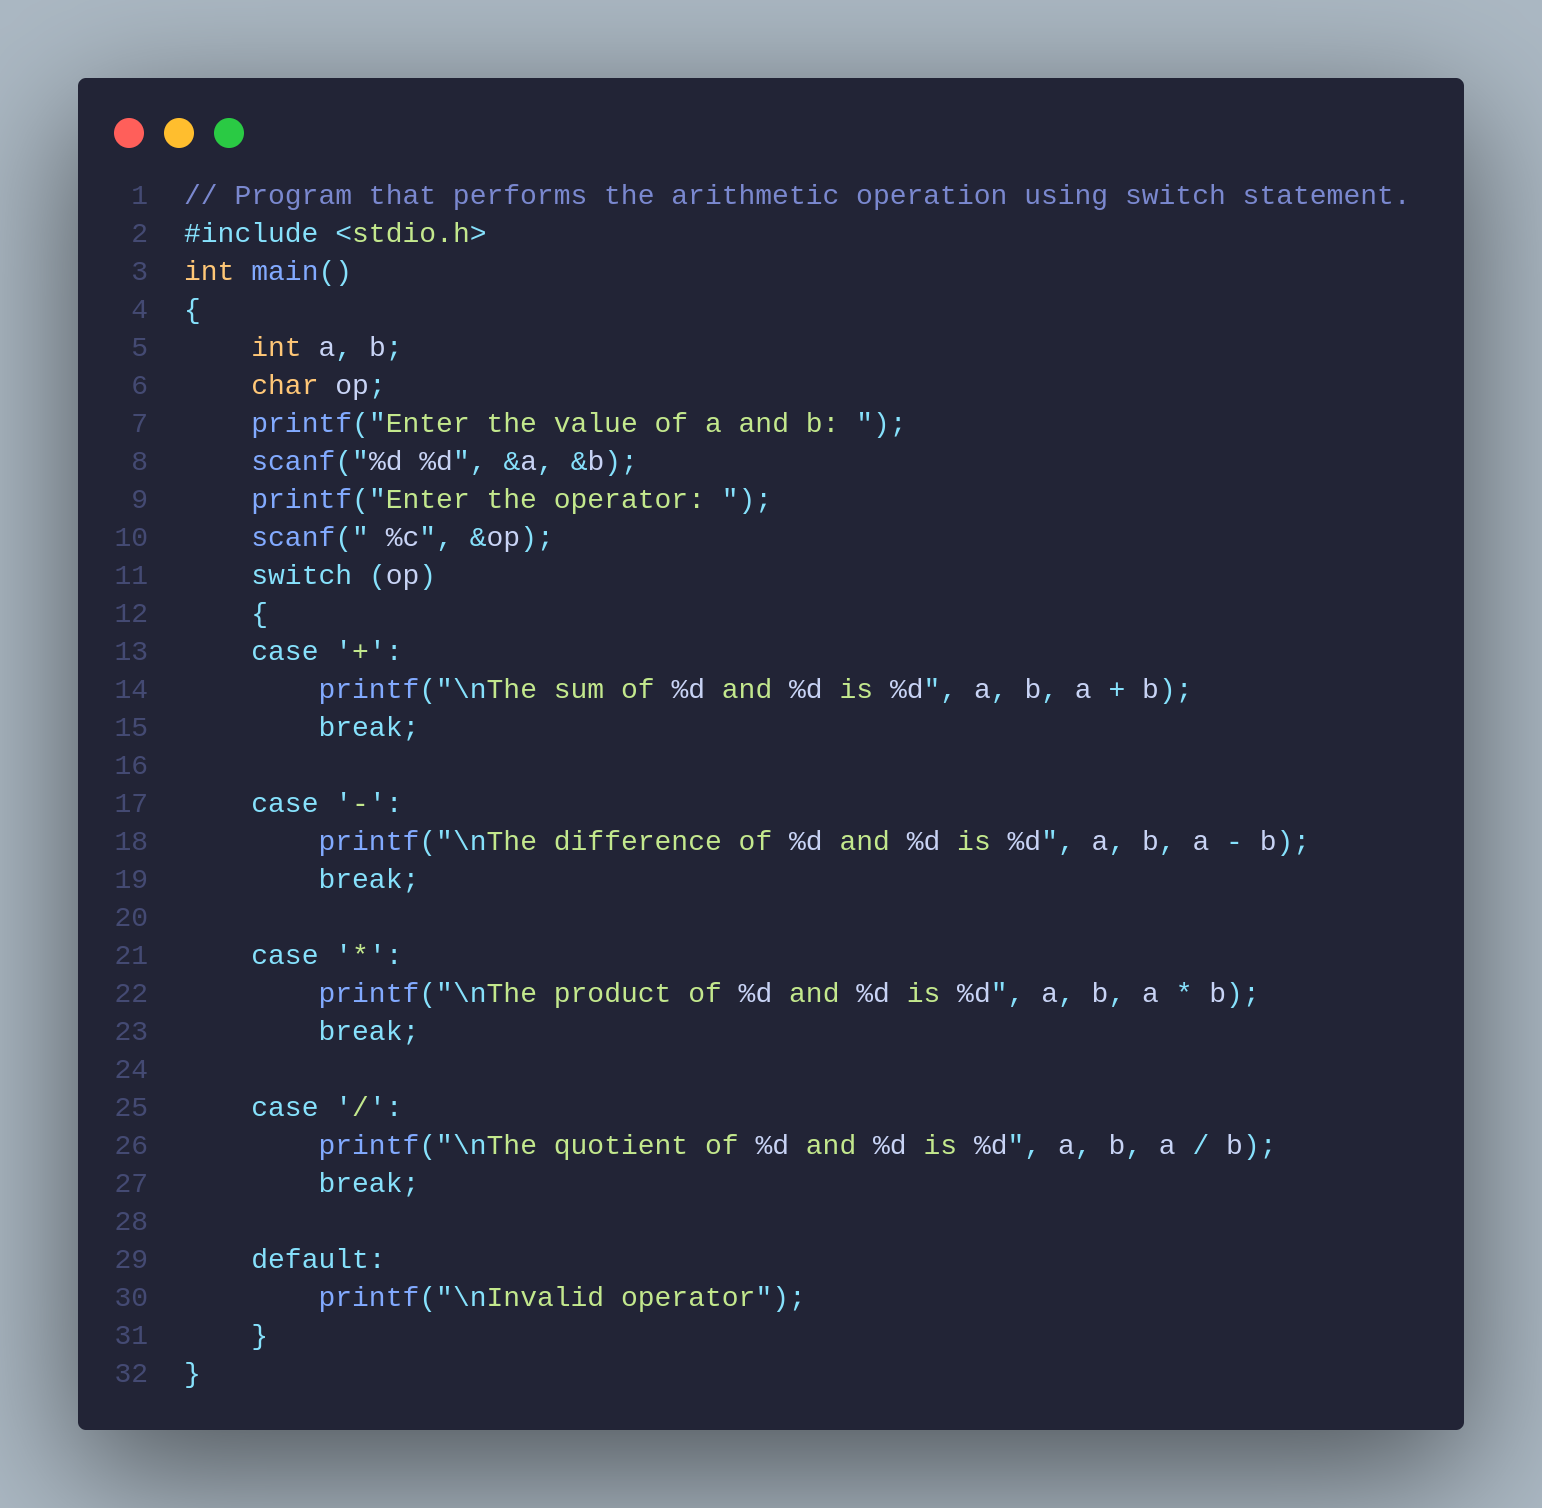 1 // Program that performs the arithmetic operation using switch statement.
2 #include <stdio.h>
3 int main()
4 {
5     int a, b;
6     char op;
7     printf("Enter the value of a and b: ");
8     scanf("%d %d", &a, &b);
9     printf("Enter the operator: ");
10     scanf(" %c", &op);
11     switch (op)
12     {
13     case '+':
14         printf("\nThe sum of %d and %d is %d", a, b, a + b);
15         break;
16
17     case '-':
18         printf("\nThe difference of %d and %d is %d", a, b, a - b);
19         break;
20
21     case '*':
22         printf("\nThe product of %d and %d is %d", a, b, a * b);
23         break;
24
25     case '/':
26         printf("\nThe quotient of %d and %d is %d", a, b, a / b);
27         break;
28
29     default:
30         printf("\nInvalid operator");
31     }
32 }